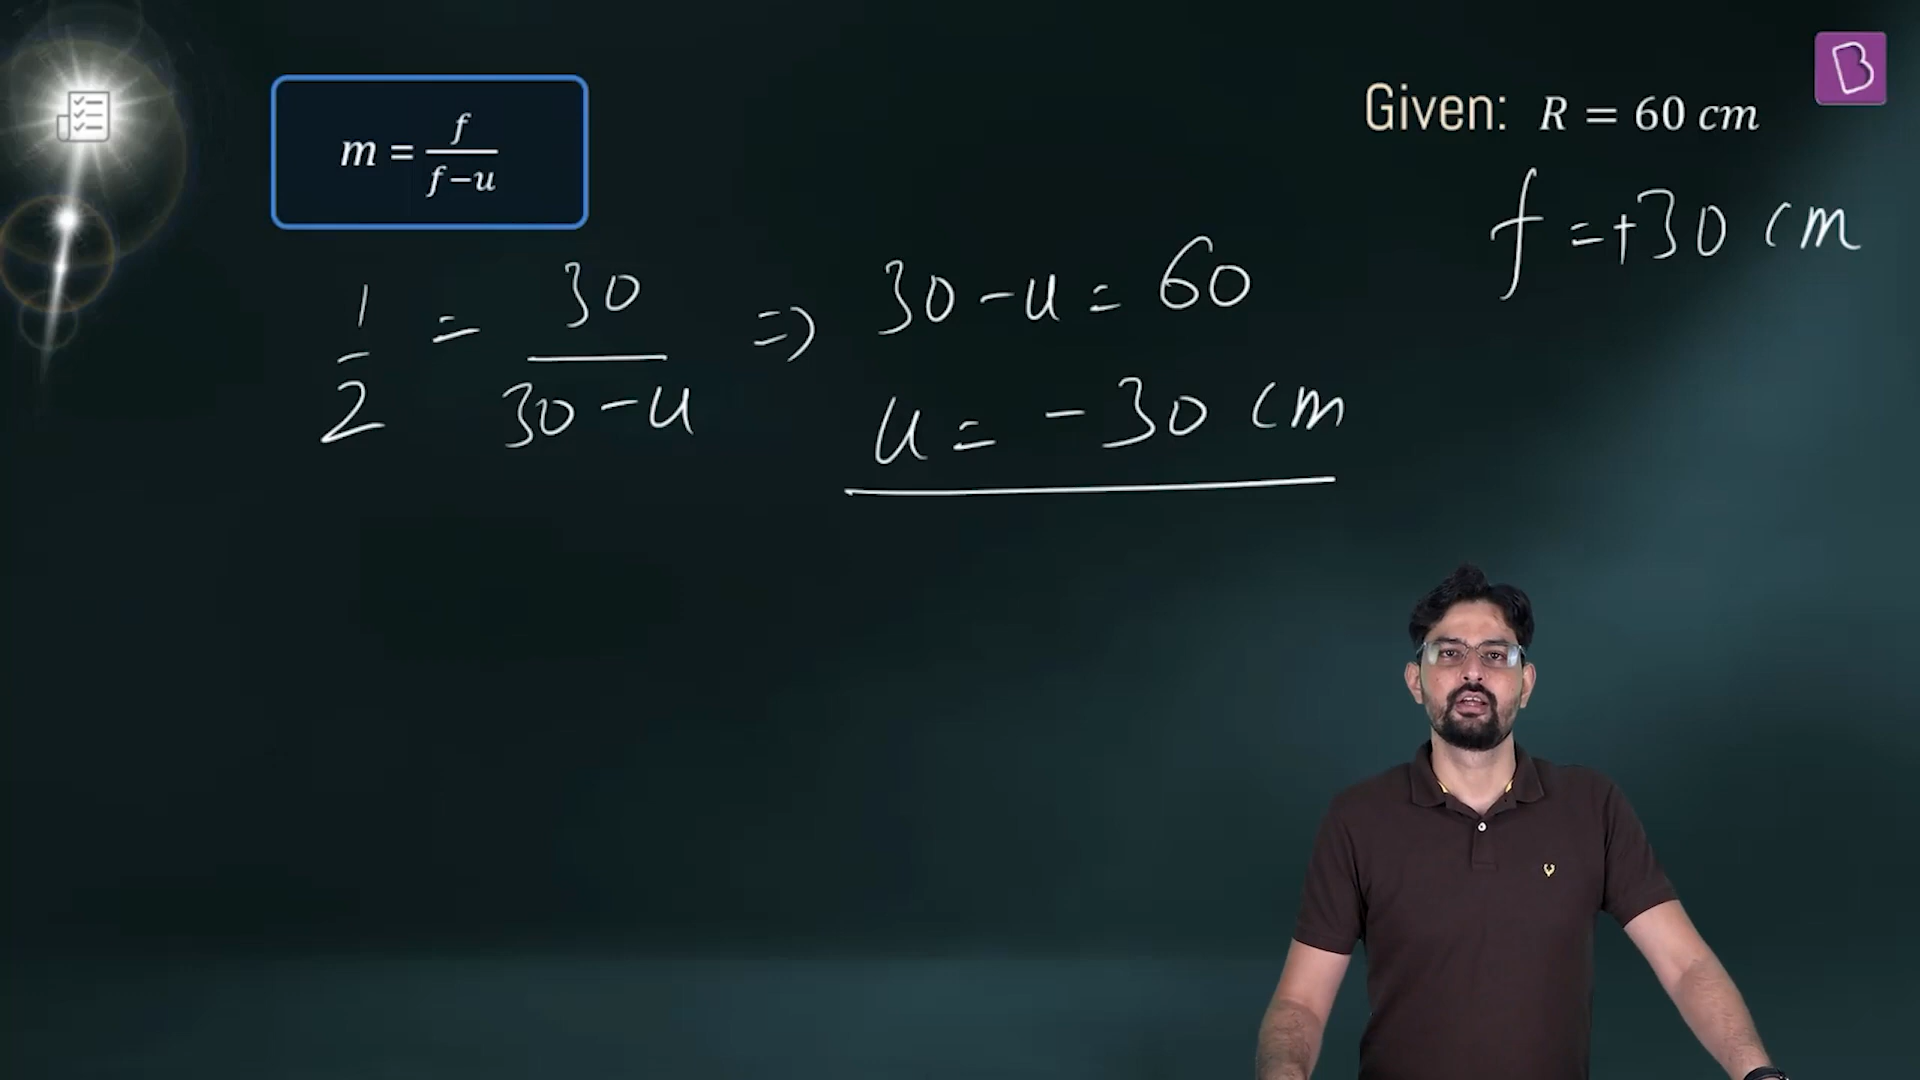 m = f/(f−u)
Given: R = 60 cm
f = +30 cm
1/2 = 30/(30−u) ⇒ 30−u = 60
u = −30 cm
B